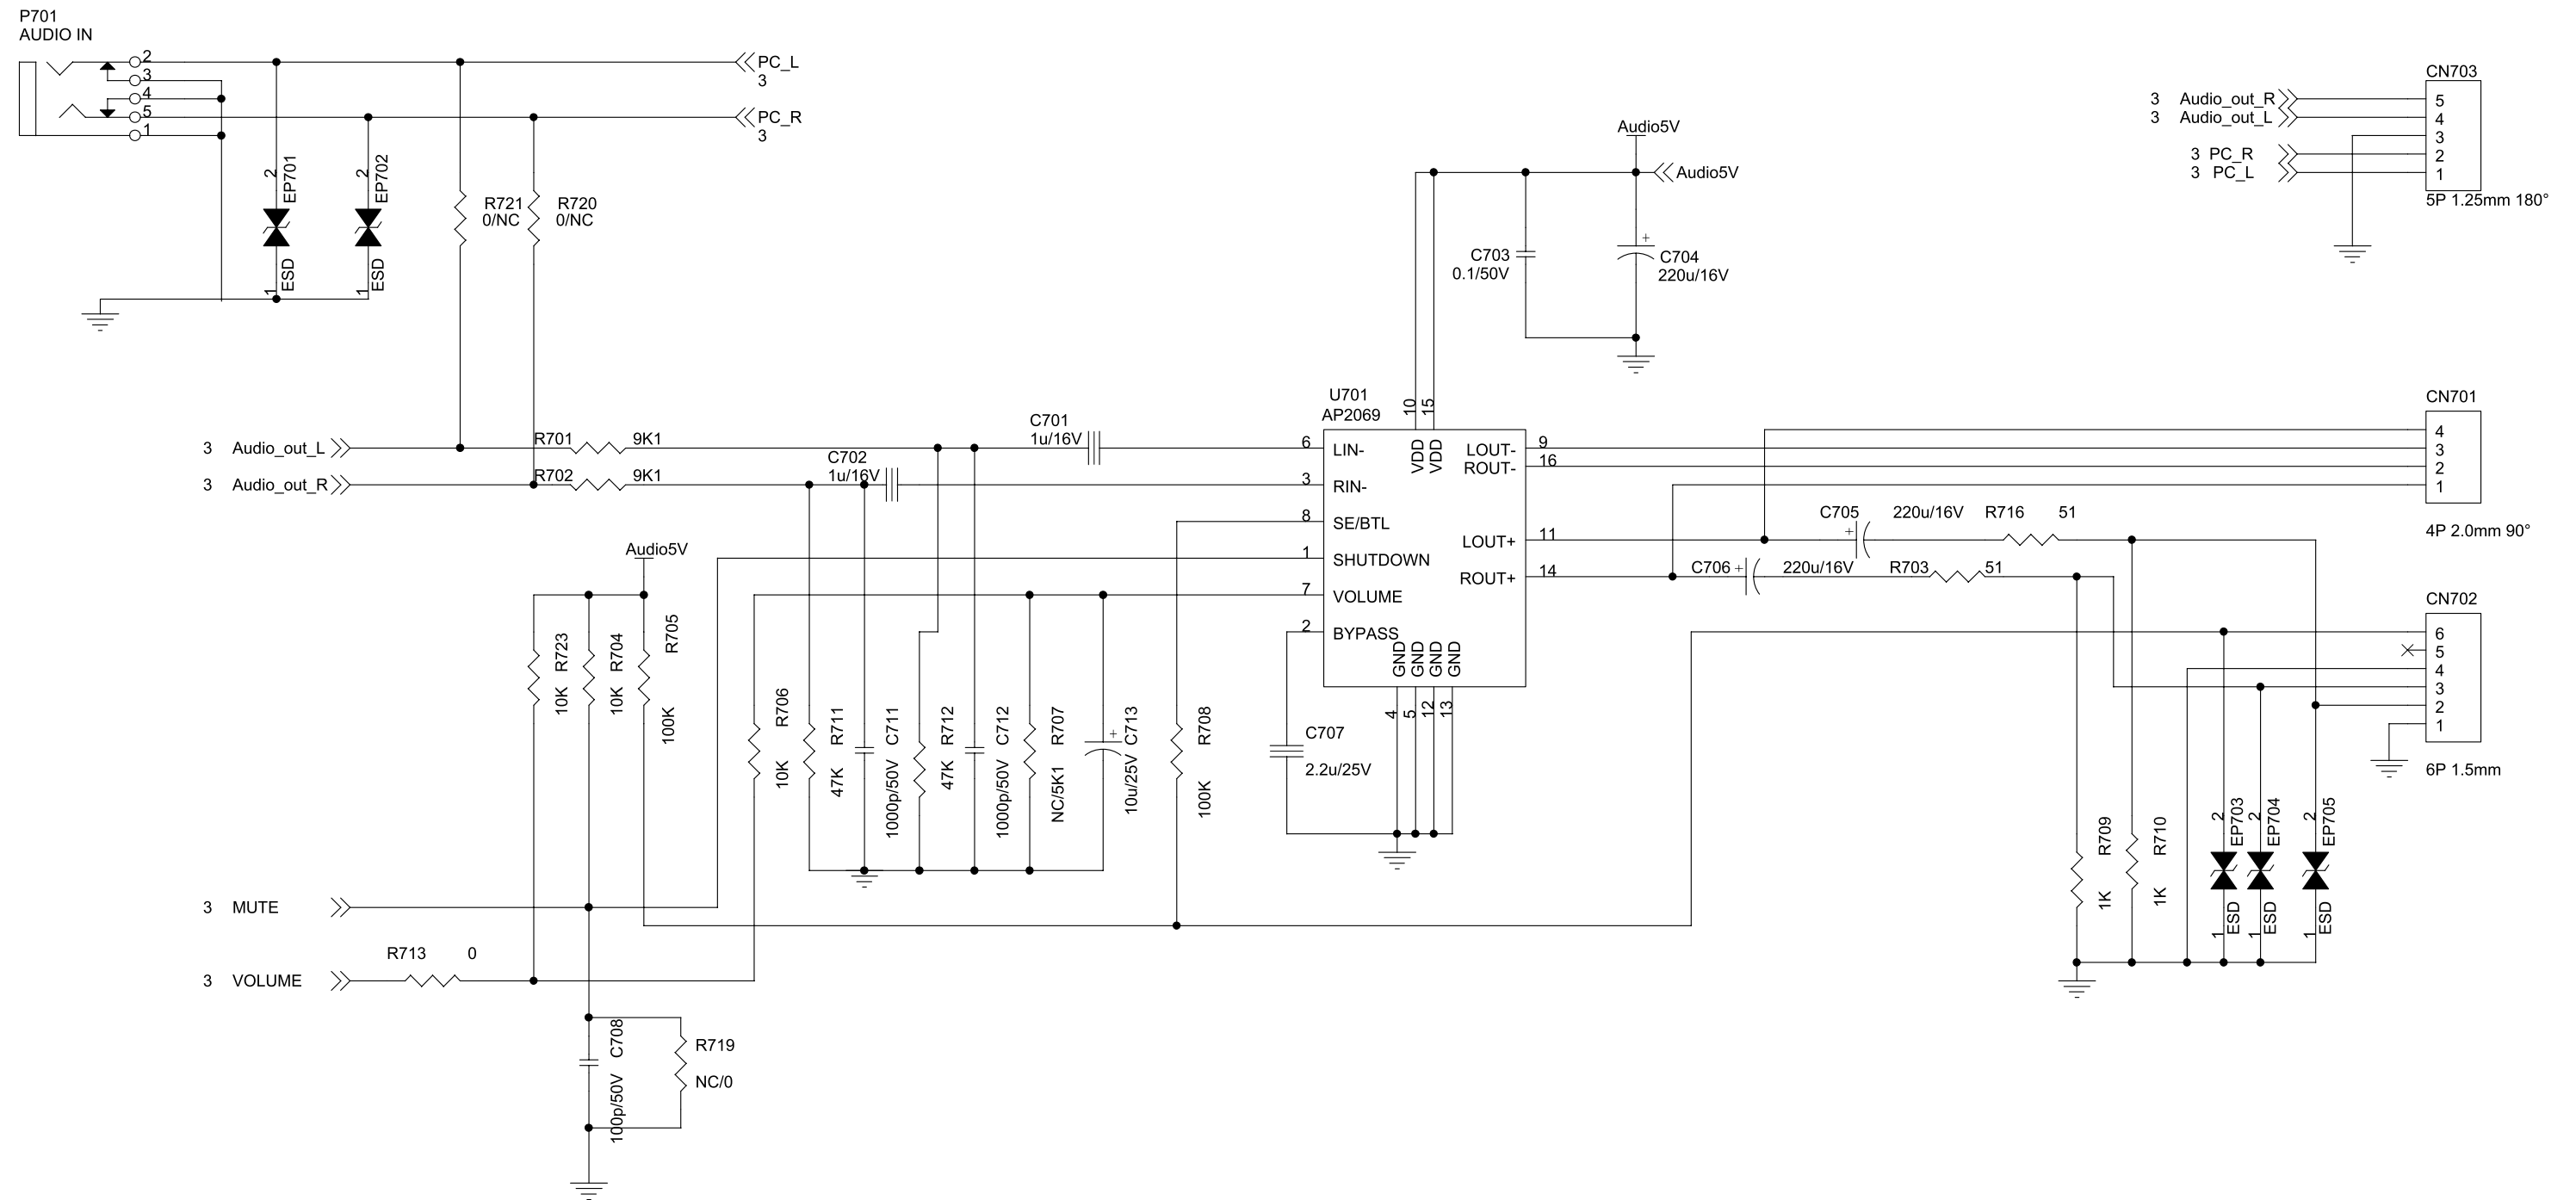 P701
AUDIO IN
2
3
4
5
1
PC_L
3
PC_R
3
2
EP701
1
ESD
2
EP702
1
ESD
R721
0/NC
R720
0/NC
Audio5V
Audio5V
C703
0.1/50V
C704
220u/16V
CN703
3 Audio_out_R
3 Audio_out_L
3 PC_R
3 PC_L
5
4
3
2
1
5P 1.25mm 180°
3 Audio_out_L
R701 9K1
C701
1u/16V
3 Audio_out_R
R702 9K1
C702
1u/16V
U701
AP2069
10
15
VDD
VDD
6 LIN-
3 RIN-
8 SE/BTL
1 SHUTDOWN
7 VOLUME
2 BYPASS
LOUT- 9
ROUT- 16
LOUT+ 11
ROUT+ 14
GND
GND
GND
GND
4
5
12
13
CN701
4
3
2
1
4P 2.0mm 90°
C705 220u/16V R716 51
C706 220u/16V R703 51
+
+
+
+
CN702
6
5
4
3
2
1
6P 1.5mm
Audio5V
10K R723
10K R704
100K R705
10K R706
47K R711
1000p/50V C711
47K R712
1000p/50V C712
NC/5K1 R707
10u/25V C713
100K R708
C707
2.2u/25V
1K R709
1K R710
2
EP703
1
ESD
2
EP704
1
ESD
2
EP705
1
ESD
3 MUTE
R713 0
3 VOLUME
100p/50V C708
R719
NC/0